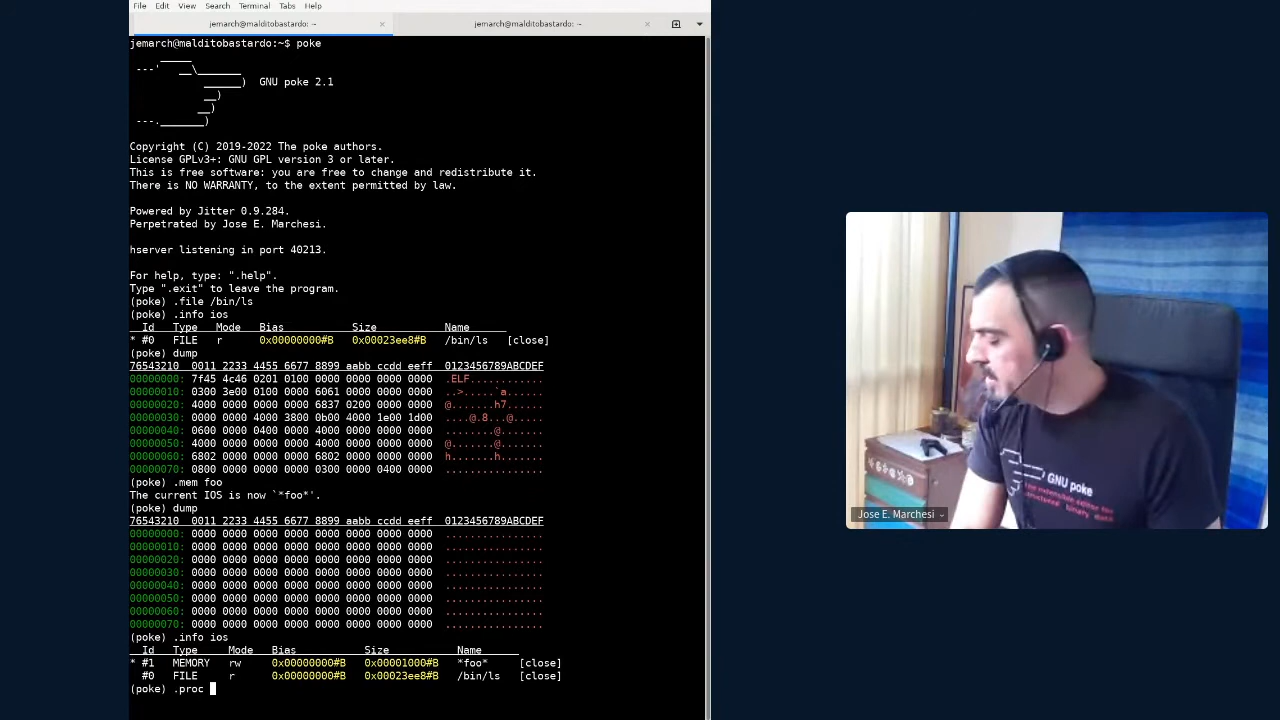 File Edit View Search Terminal Tabs Help
jemarch@malditobastardo: ~ × jemarch@malditobastardo: ~ ×
jemarch@malditobastardo:~$ poke
_____
---'   __\_______
______)  GNU poke 2.1
__)
__)
---._______)
Copyright (C) 2019-2022 The poke authors.
License GPLv3+: GNU GPL version 3 or later.
This is free software: you are free to change and redistribute it.
There is NO WARRANTY, to the extent permitted by law.
Powered by Jitter 0.9.284.
Perpetrated by Jose E. Marchesi.
hserver listening in port 40213.
For help, type: ".help".
Type ".exit" to leave the program.
(poke) .file /bin/ls
(poke) .info ios
Id Type Mode Bias Size Name
* #0 FILE r 0x00000000#B 0x00023ee8#B /bin/ls [close]
(poke) dump
76543210 0011 2233 4455 6677 8899 aabb ccdd eeff 0123456789ABCDEF
00000000: 7f45 4c46 0201 0100 0000 0000 0000 0000 .ELF............
00000010: 0300 3e00 0100 0000 6061 0000 0000 0000 ..>.....`a......
00000020: 4000 0000 0000 0000 6837 0200 0000 0000 @.......h7......
00000030: 0000 0000 4000 3800 0b00 4000 1e00 1d00 ....@.8...@.....
00000040: 0600 0000 0400 0000 4000 0000 0000 0000 ........@.......
00000050: 4000 0000 0000 0000 4000 0000 0000 0000 @.......@.......
00000060: 6802 0000 0000 0000 6802 0000 0000 0000 h.......h.......
00000070: 0800 0000 0000 0000 0300 0000 0400 0000 ................
(poke) .mem foo
The current IOS is now `*foo*'.
(poke) dump
76543210 0011 2233 4455 6677 8899 aabb ccdd eeff 0123456789ABCDEF
00000000: 0000 0000 0000 0000 0000 0000 0000 0000 ................
00000010: 0000 0000 0000 0000 0000 0000 0000 0000 ................
00000020: 0000 0000 0000 0000 0000 0000 0000 0000 ................
00000030: 0000 0000 0000 0000 0000 0000 0000 0000 ................
00000040: 0000 0000 0000 0000 0000 0000 0000 0000 ................
00000050: 0000 0000 0000 0000 0000 0000 0000 0000 ................
00000060: 0000 0000 0000 0000 0000 0000 0000 0000 ................
00000070: 0000 0000 0000 0000 0000 0000 0000 0000 ................
(poke) .info ios
Id Type Mode Bias Size Name
* #1 MEMORY rw 0x00000000#B 0x00001000#B *foo* [close]
#0 FILE r 0x00000000#B 0x00023ee8#B /bin/ls [close]
(poke) .proc
GNU poke
Jose E. Marchesi